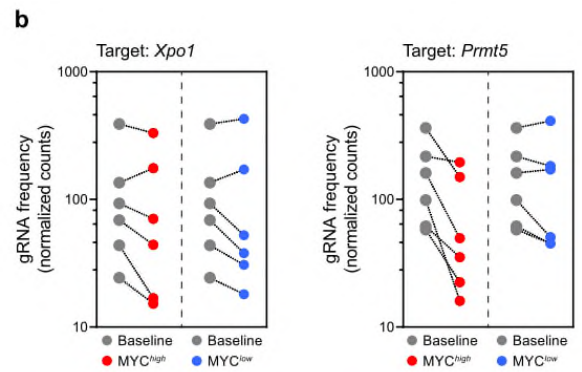 b
Target: Xpo1
Target: Prmt5
gRNA frequency
(normalized counts)
1000
100
10
gRNA frequency
(normalized counts)
1000
100
10
Baseline
MYChigh
Baseline
MYClow
Baseline
MYChigh
Baseline
MYClow